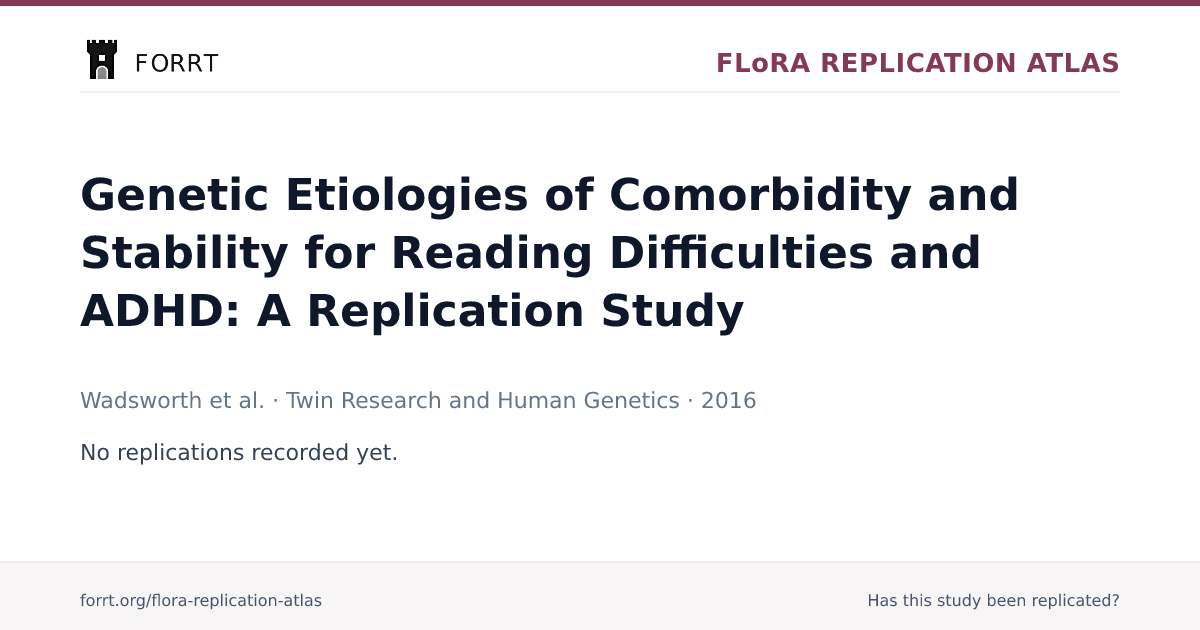 FORRT
FLoRA REPLICATION ATLAS
Genetic Etiologies of Comorbidity and
Stability for Reading Difficulties and
ADHD: A Replication Study
Wadsworth et al. · Twin Research and Human Genetics · 2016
No replications recorded yet.
forrt.org/flora-replication-atlas
Has this study been replicated?